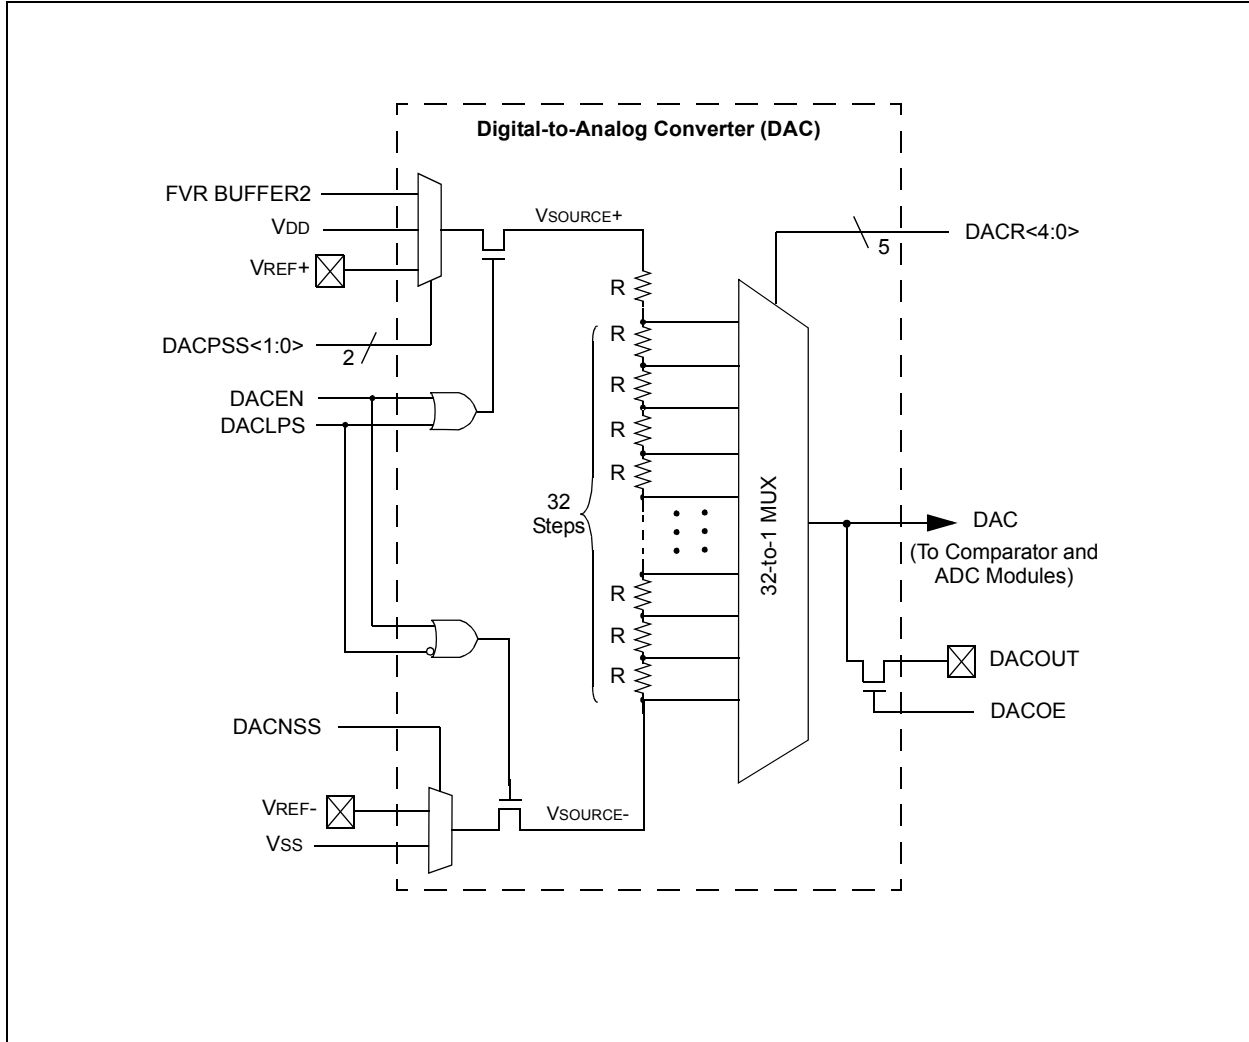 Digital-to-Analog Converter (DAC)
FVR BUFFER2
VDD
VREF+
VSOURCE+
5
DACR<4:0>
DACPSS<1:0>
2
DACEN
DACLPS
R
R
R
R
R
32
Steps
R
R
R
32-to-1 MUX
DAC
(To Comparator and
ADC Modules)
DACOUT
DACOE
DACNSS
VREF-
VSS
VSOURCE-